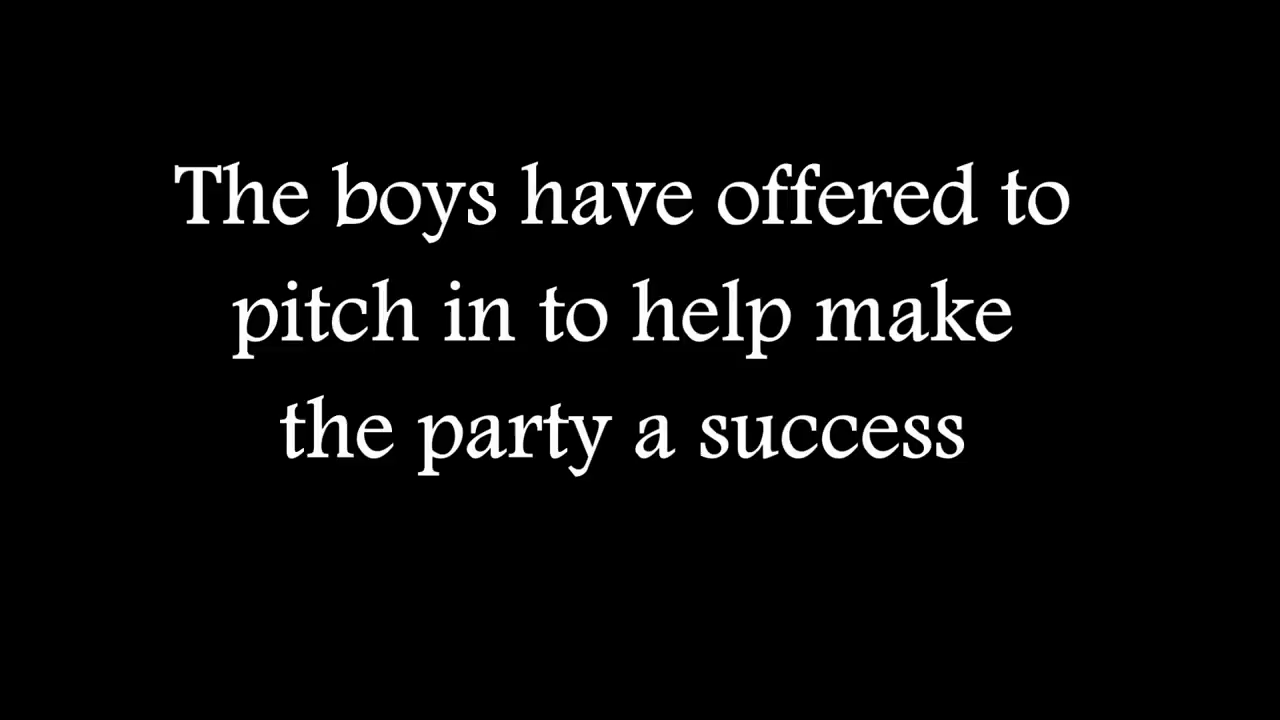 The boys have offered to
pitch in to help make
the party a success